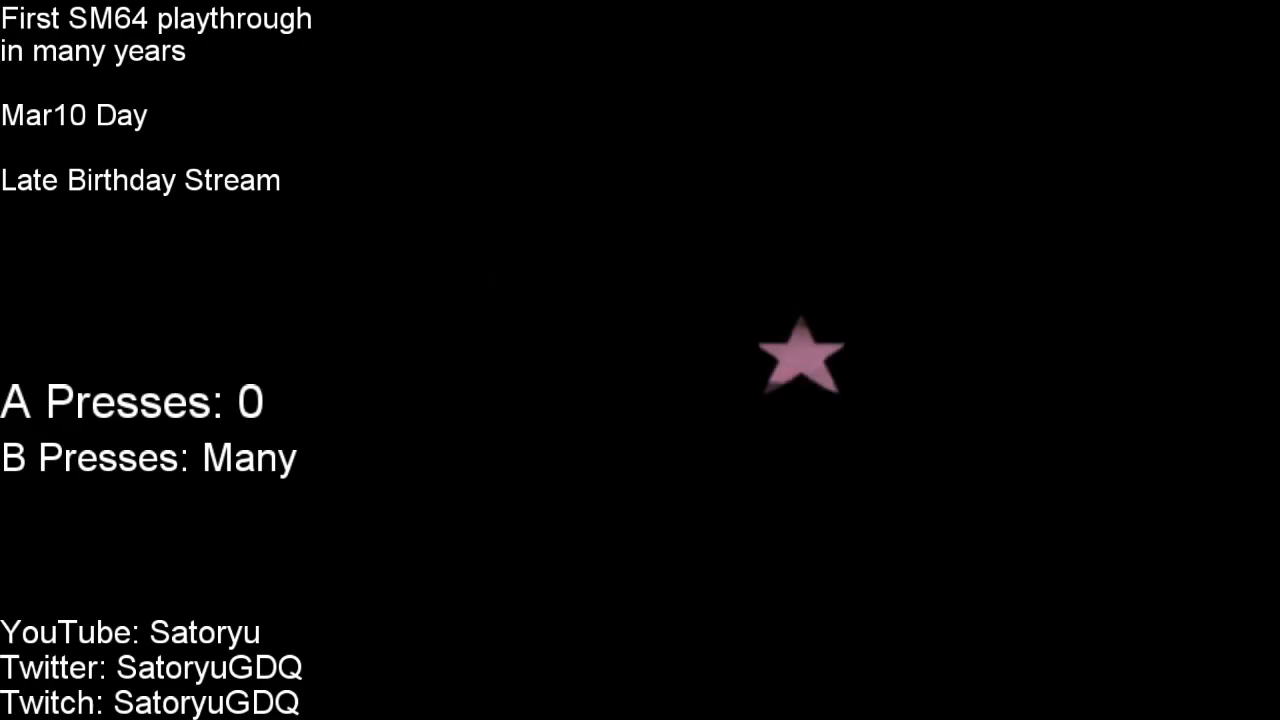 First SM64 playthrough
in many years
Mar10 Day
Late Birthday Stream
A Presses: 0
B Presses: Many
YouTube: Satoryu
Twitter: SatoryuGDQ
Twitch: SatoryuGDQ